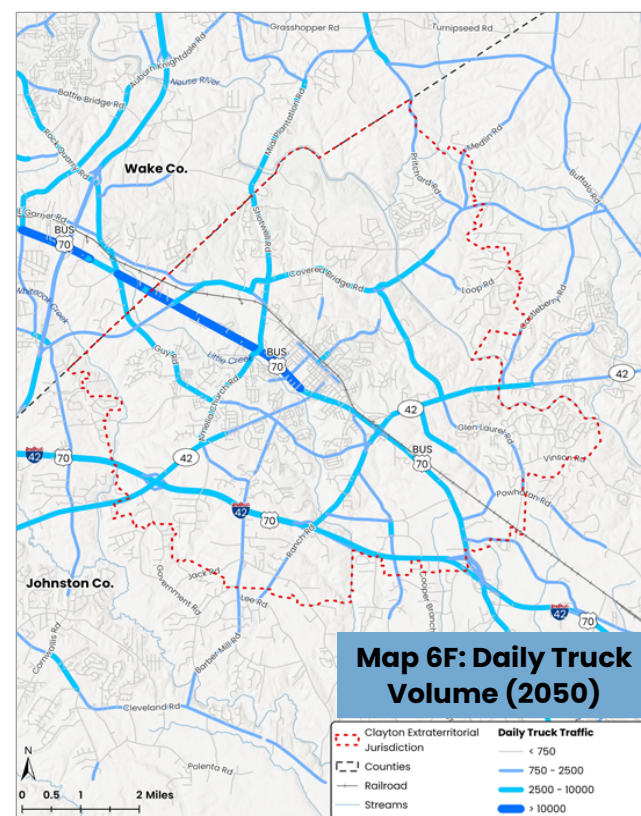 Grasshopper Rd
Turnipseed Rd
Auburn Knightdale Rd
Neuse River
Battle Bridge Rd
Mial Plantation Rd
Rock Quarry Rd
Medlin Rd
Pritchard Rd
Buffalo Rd
Wake Co.
Garner Rd
BUS
70
Shotwell Rd
Covered Bridge Rd
Loop Rd
Castleberry Rd
Whiteoak Creek
Guy Rd
Little Creek
BUS
70
42
Amelia Church Rd
42
Glen Laurel Rd
BUS
70
Vinson Rd
42
70
42
Powhatan Rd
42
70
Ranch Rd
Johnston Co.
Jack Rd
Government Rd
Lee Rd
Cooper Branch
42
70
Cornwallis Rd
Barber Mill Rd
Cleveland Rd
Polenta Rd
Map 6F: Daily Truck
Volume (2050)
Clayton Extraterritorial
Jurisdiction
Counties
Railroad
Streams
Daily Truck Traffic
< 750
750 - 2500
2500 - 10000
> 10000
N
0 0.5 1 2 Miles